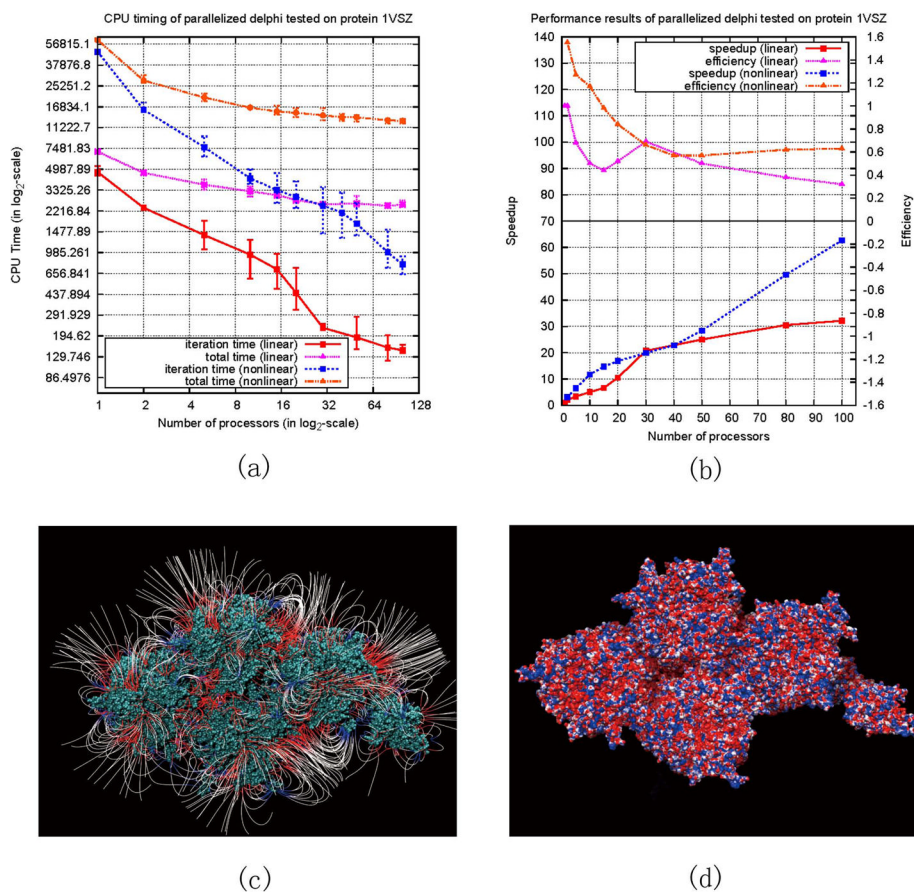 CPU timing of parallelized delphi tested on protein 1VSZ
CPU Time (in log2-scale)
56815.1
37876.8
25251.2
16834.1
11222.7
7481.83
4987.89
3325.26
2216.84
1477.89
985.261
656.841
437.894
291.929
194.62
129.746
86.4976
iteration time (linear)
total time (linear)
iteration time (nonlinear)
total time (nonlinear)
1 2 4 8 16 32 64 128
Number of processors (in log2-scale)
(a)
Performance results of parallelized delphi tested on protein 1VSZ
Speedup
140
130
120
110
100
90
80
70
60
50
40
30
20
10
0
speedup (linear)
efficiency (linear)
speedup (nonlinear)
efficiency (nonlinear)
1.6
1.4
1.2
1
0.8
0.6
0.4
0.2
0
-0.2
-0.4
-0.6
-0.8
-1
-1.2
-1.4
-1.6
Efficiency
0 10 20 30 40 50 60 70 80 90 100
Number of processors
(b)
(c)
(d)